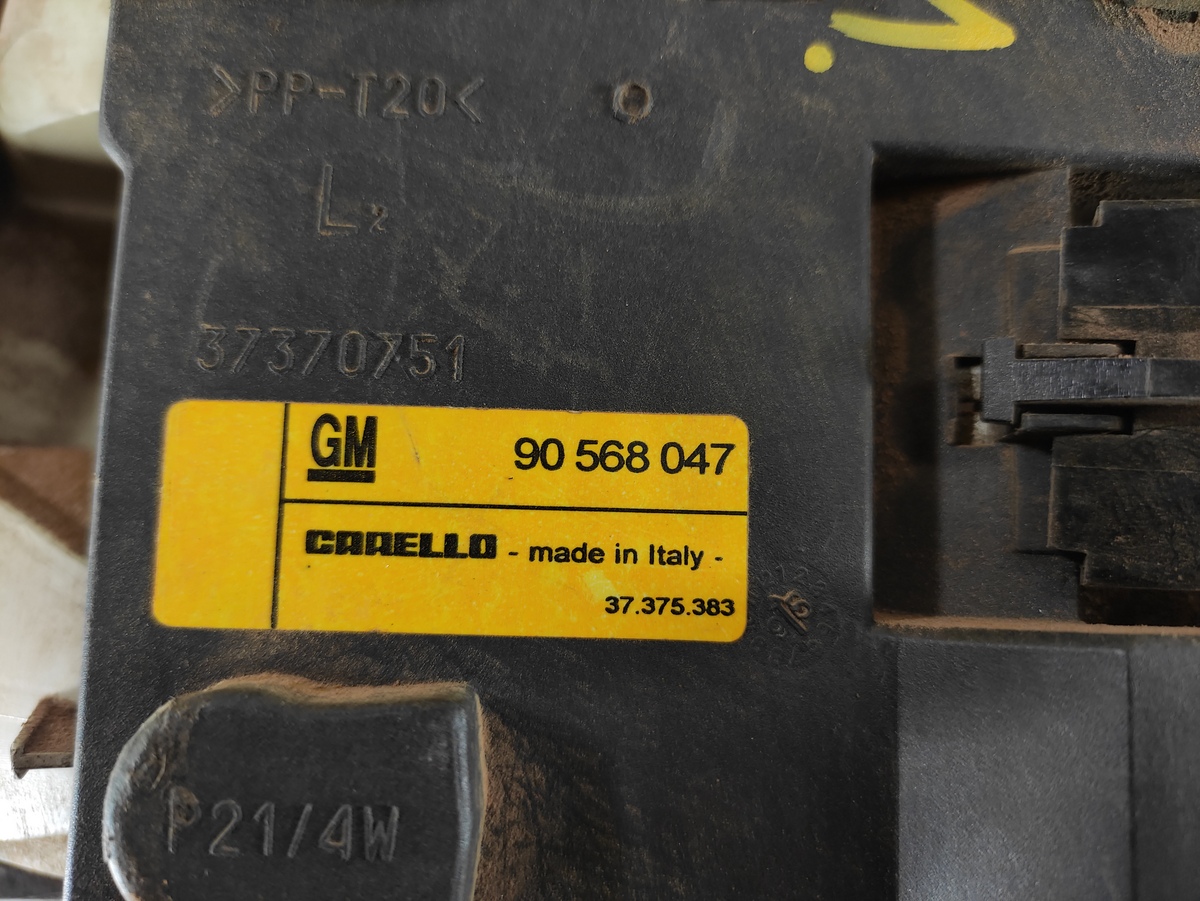 >PP-T20<
L2
37370751
GM 90 568 047
CARELLO - made in Italy -
37.375.383
P21/4W